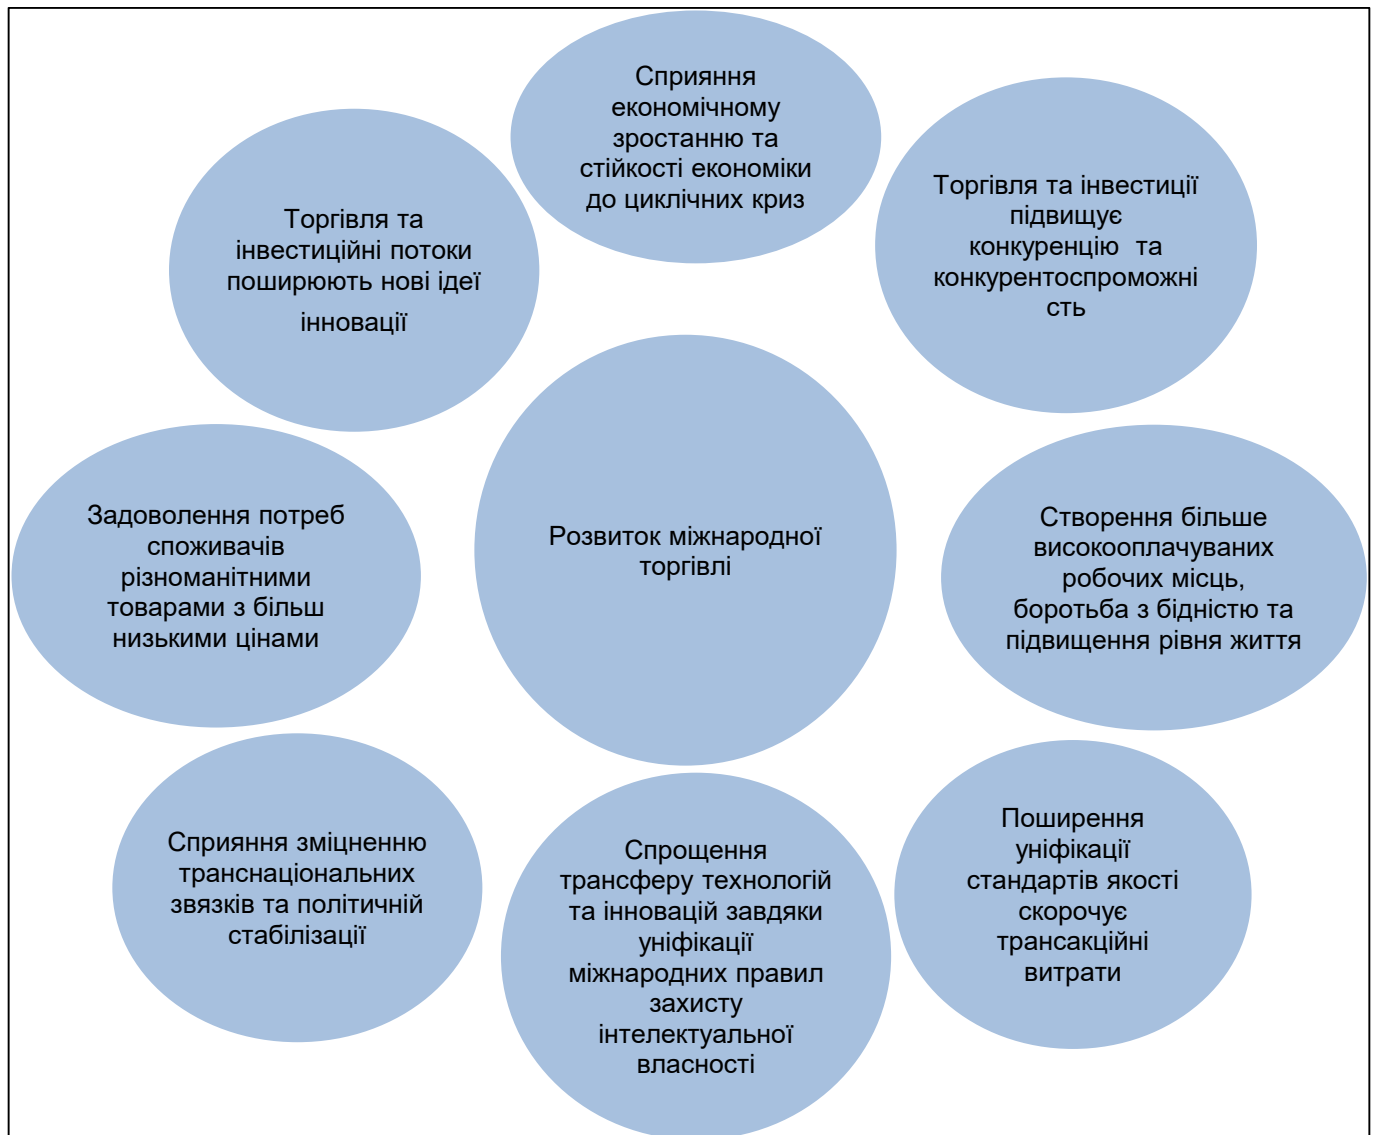 Сприяння
економічному
зростанню та
стійкості економіки
до циклічних криз
Торгівля та інвестиції
підвищує
конкуренцію  та
конкурентоспроможні
сть
Створення більше
високооплачуваних
робочих місць,
боротьба з бідністю та
підвищення рівня життя
Поширення
уніфікації
стандартів якості
скорочує
трансакційні
витрати
Спрощення
трансферу технологій
та інновацій завдяки
уніфікації
міжнародних правил
захисту
інтелектуальної
власності
Сприяння зміцненню
транснаціональних
звязків та політичній
стабілізації
Задоволення потреб
споживачів
різноманітними
товарами з більш
низькими цінами
Торгівля та
інвестиційні потоки
поширюють нові ідеї
інновації
Розвиток міжнародної
торгівлі